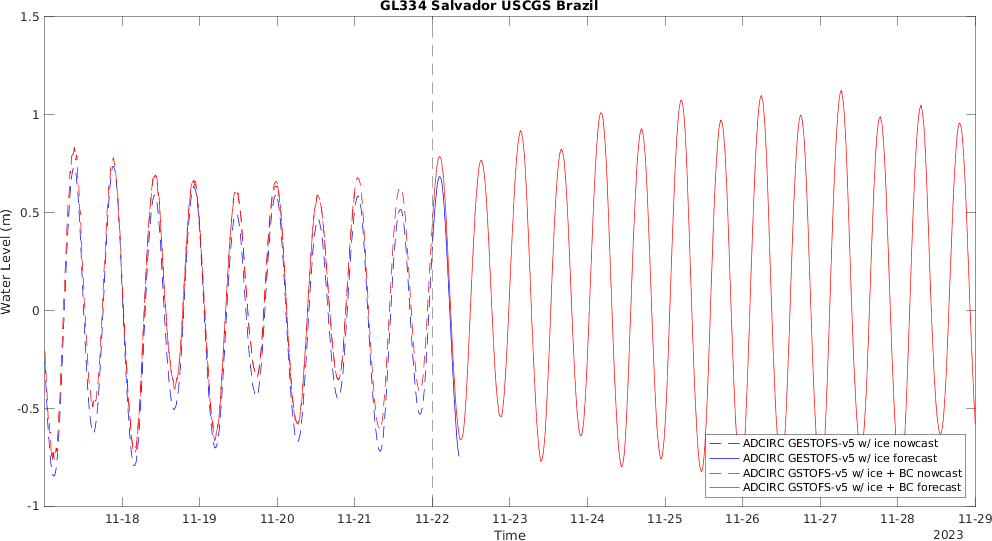 GL334 Salvador USCGS Brazil
1.5
1
0.5
0
-0.5
-1
Water Level (m)
11-18
11-19
11-20
11-21
11-22
11-23
11-24
11-25
11-26
11-27
11-28
11-29
Time
2023
ADCIRC GESTOFS-v5 w/ ice nowcast
ADCIRC GESTOFS-v5 w/ ice forecast
ADCIRC GSTOFS-v5 w/ ice + BC nowcast
ADCIRC GSTOFS-v5 w/ ice + BC forecast